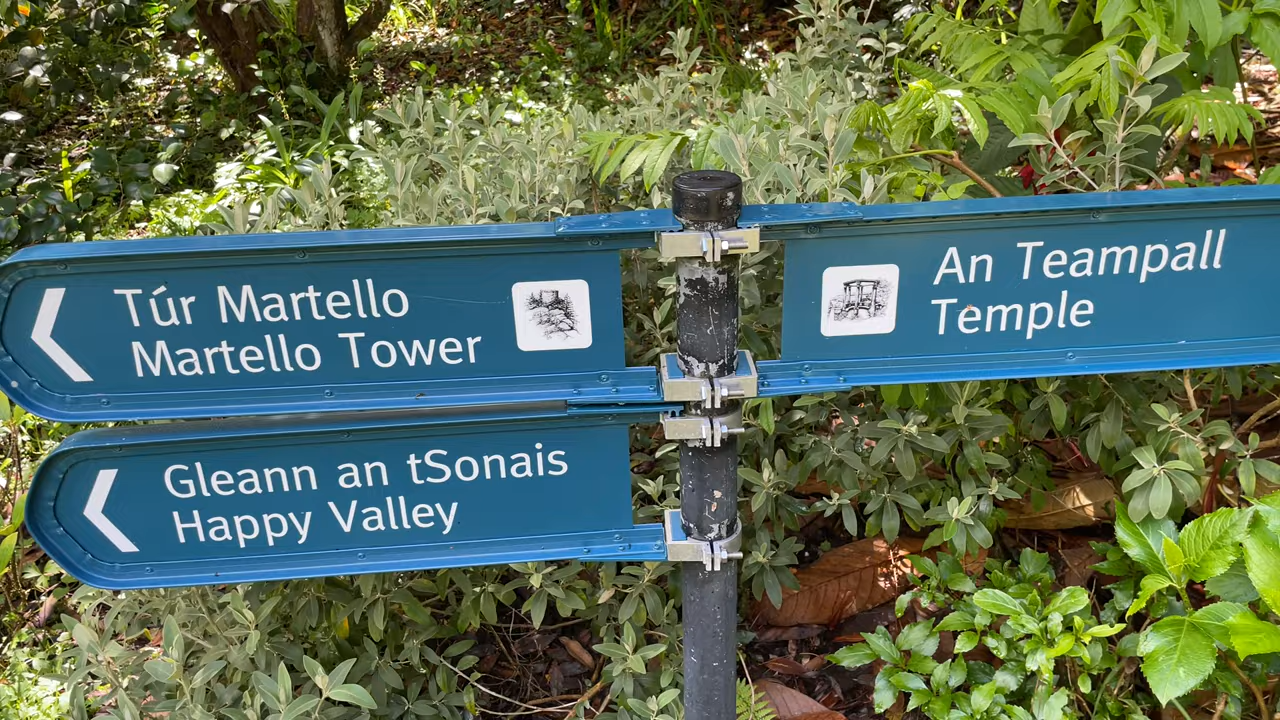 Túr Martello
Martello Tower
Gleann an tSonais
Happy Valley
An Teampall
Temple